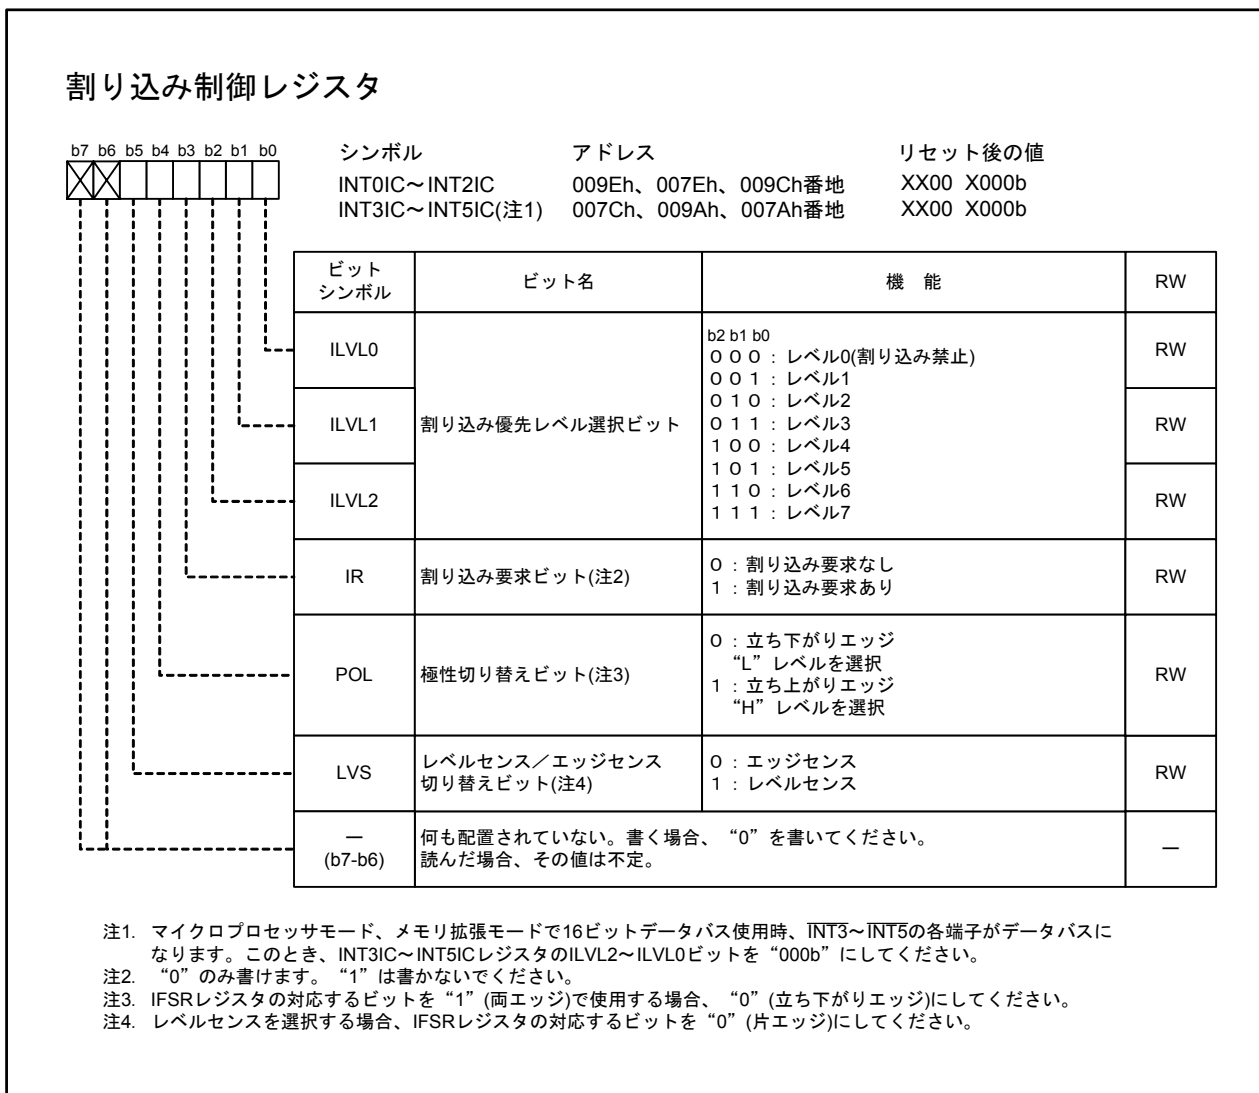 割り込み制御レジスタ
b7 b6 b5 b4 b3 b2 b1 b0
シンボル アドレス リセット後の値
INT0IC～INT2IC 009Eh、007Eh、009Ch番地 XX00 X000b
INT3IC～INT5IC(注1) 007Ch、009Ah、007Ah番地 XX00 X000b
ビット
シンボル
ビット名
機 能
RW
ILVL0
ILVL1
ILVL2
割り込み優先レベル選択ビット
b2 b1 b0
0 0 0 : レベル0(割り込み禁止)
0 0 1 : レベル1
0 1 0 : レベル2
0 1 1 : レベル3
1 0 0 : レベル4
1 0 1 : レベル5
1 1 0 : レベル6
1 1 1 : レベル7
RW
RW
RW
IR
割り込み要求ビット(注2)
0 : 割り込み要求なし
1 : 割り込み要求あり
RW
POL
極性切り替えビット(注3)
0 : 立ち下がりエッジ
“L”レベルを選択
1 : 立ち上がりエッジ
“H”レベルを選択
RW
LVS
レベルセンス／エッジセンス
切り替えビット(注4)
0 : エッジセンス
1 : レベルセンス
RW
―
(b7-b6)
何も配置されていない。書く場合、“0”を書いてください。
読んだ場合、その値は不定。
―
注1. マイクロプロセッサモード、メモリ拡張モードで16ビットデータバス使用時、INT3～INT5の各端子がデータバスに
なります。このとき、INT3IC～INT5ICレジスタのILVL2～ILVL0ビットを“000b”にしてください。
注2. “0”のみ書けます。“1”は書かないでください。
注3. IFSRレジスタの対応するビットを“1”(両エッジ)で使用する場合、“0”(立ち下がりエッジ)にしてください。
注4. レベルセンスを選択する場合、IFSRレジスタの対応するビットを“0”(片エッジ)にしてください。